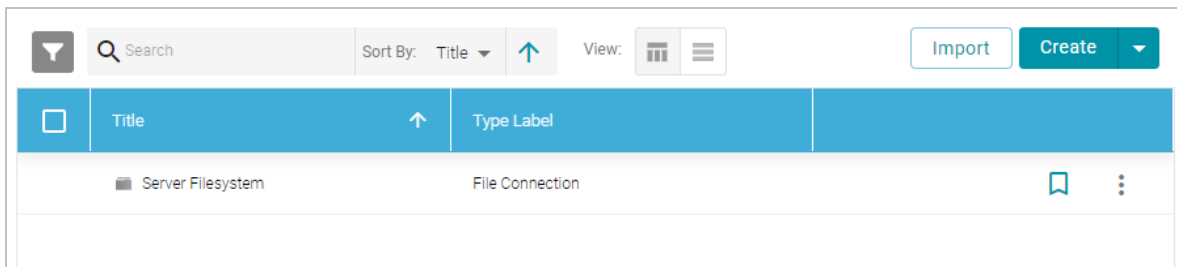 Search Sort By: Title View: Import Create
Title Type Label
Server Filesystem File Connection